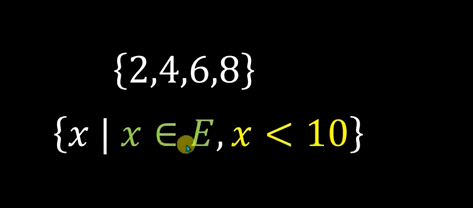 {2,4,6,8}
{x | x ∈ E, x < 10}